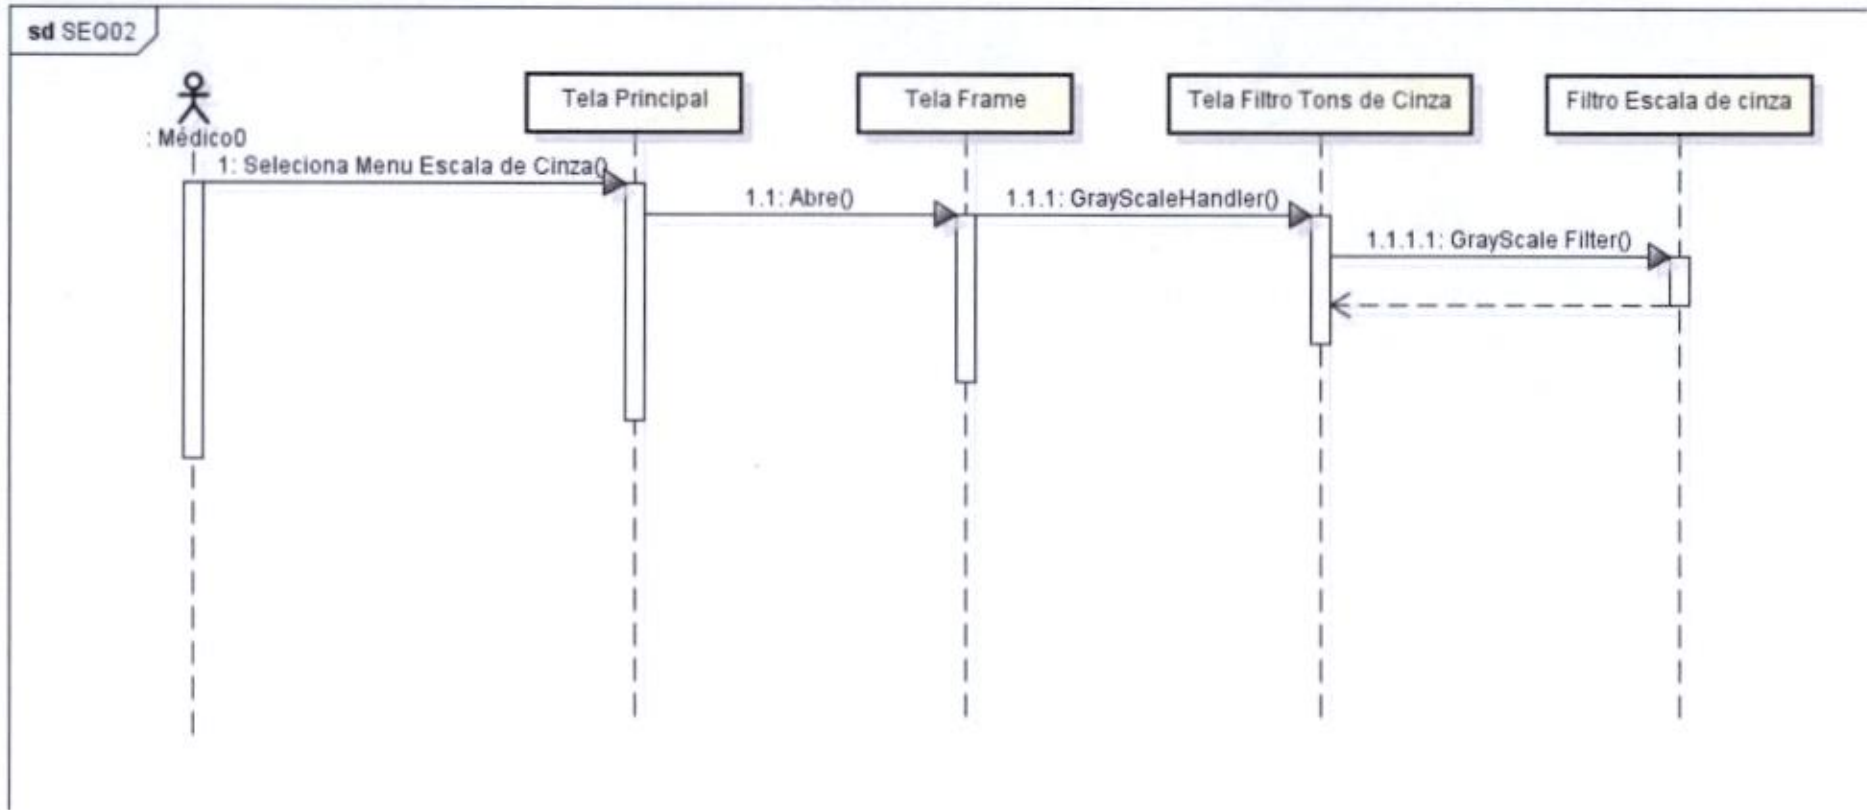 sd SEQ02
: Médico0
Tela Principal
Tela Frame
Tela Filtro Tons de Cinza
Filtro Escala de cinza
1: Seleciona Menu Escala de Cinza()
1.1: Abre()
1.1.1: GrayScaleHandler()
1.1.1.1: GrayScale Filter()